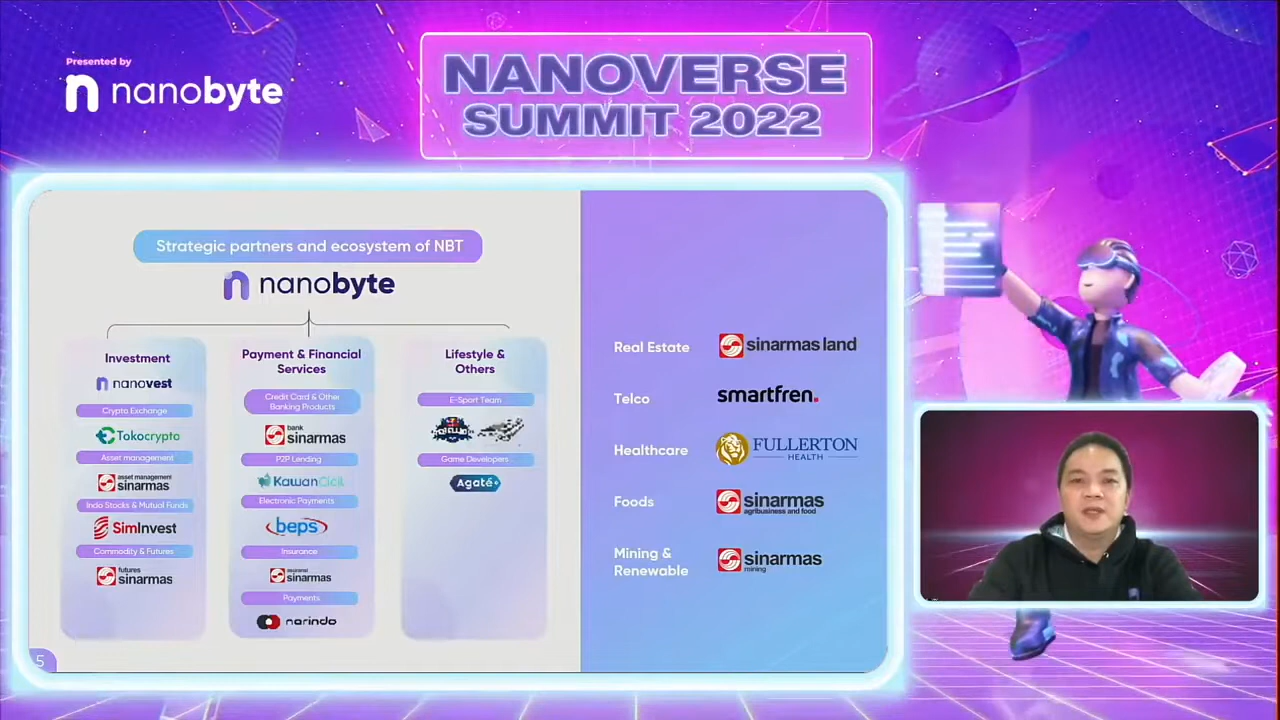 Presented by
nanobyte
NANOVERSE
SUMMIT 2022
Strategic partners and ecosystem of NBT
nanobyte
Investment
nanovest
Crypto Exchange
Tokocrypto
Asset management
asset management
sinarmas
Indo Stocks & Mutual Funds
SimInvest
Commodity & Futures
futures
sinarmas
Payment & Financial
Services
Credit Card & Other
Banking Products
bank
sinarmas
P2P Lending
KawanCicil
Electronic Payments
beps
Insurance
asuransi
sinarmas
Payments
narindo
Lifestyle &
Others
E-Sport Team
Game Developers
Agate
Real Estate
sinarmas land
Telco
smartfren.
Healthcare
FULLERTON
HEALTH
Foods
sinarmas
agribusiness and food
Mining &
Renewable
sinarmas
mining
5